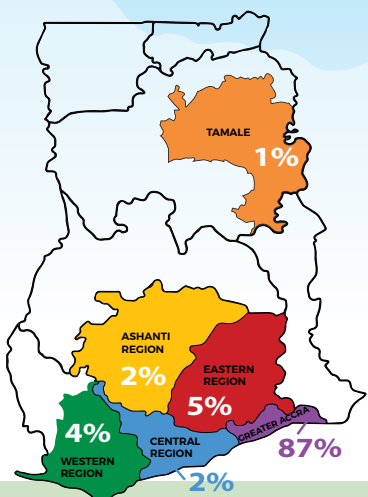 TAMALE
1%
ASHANTI
REGION
2%
EASTERN
REGION
5%
GREATER ACCRA
87%
4%
WESTERN
REGION
CENTRAL
REGION
2%